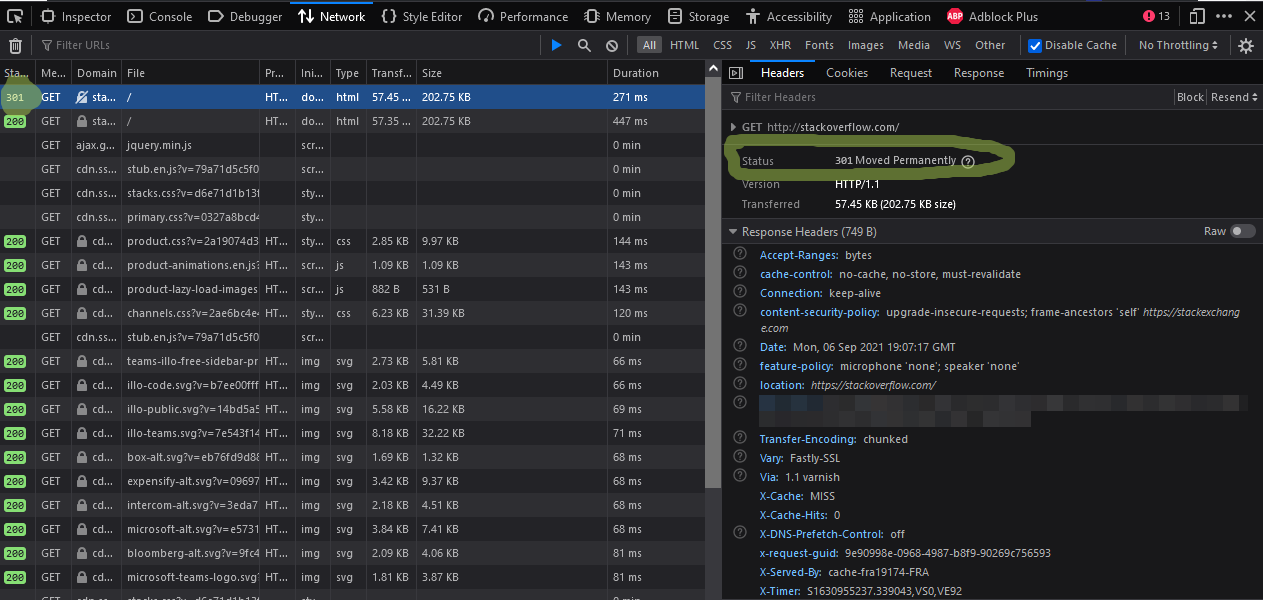 Inspector Console Debugger Network Style Editor Performance Memory Storage Accessibility Application ABP Adblock Plus 13
Filter URLs All HTML CSS JS XHR Fonts Images Media WS Other Disable Cache No Throttling
Sta... Me... Domain File Pr... Ini... Type Transf... Size Duration
301 GET sta... / HT... do... html 57.45 ... 202.75 KB 271 ms
200 GET sta... / HT... do... html 57.35 ... 202.75 KB 447 ms
GET ajax.g... jquery.min.js scr... 0 min
GET cdn.ss... stub.en.js?v=79a71d5c5f0 scr... 0 min
GET cdn.ss... stacks.css?v=d6e71d1b13f sty... 0 min
GET cdn.ss... primary.css?v=0327a8bcd4 sty... 0 min
200 GET cd... product.css?v=2a19074d3 HT... sty... css 2.85 KB 9.97 KB 144 ms
200 GET cd... product-animations.en.js? HT... scr... js 1.09 KB 1.09 KB 143 ms
200 GET cd... product-lazy-load-images HT... scr... js 882 B 531 B 143 ms
200 GET cd... channels.css?v=2ae6bc4e HT... sty... css 6.23 KB 31.39 KB 120 ms
GET cdn.ss... stub.en.js?v=79a71d5c5f0 scr... 0 min
200 GET cd... teams-illo-free-sidebar-pr HT... img svg 2.73 KB 5.81 KB 66 ms
200 GET cd... illo-code.svg?v=b7ee00fff HT... img svg 2.03 KB 4.49 KB 66 ms
200 GET cd... illo-public.svg?v=14bd5a5 HT... img svg 5.58 KB 16.22 KB 69 ms
200 GET cd... illo-teams.svg?v=7e543f14 HT... img svg 8.18 KB 32.22 KB 71 ms
200 GET cd... box-alt.svg?v=eb76fd9d88 HT... img svg 1.69 KB 1.32 KB 68 ms
200 GET cd... expensify-alt.svg?v=09697 HT... img svg 3.42 KB 9.37 KB 68 ms
200 GET cd... intercom-alt.svg?v=3eda7 HT... img svg 2.18 KB 4.51 KB 68 ms
200 GET cd... microsoft-alt.svg?v=e5731 HT... img svg 3.84 KB 7.41 KB 68 ms
200 GET cd... bloomberg-alt.svg?v=9fc4 HT... img svg 2.09 KB 4.06 KB 81 ms
200 GET cd... microsoft-teams-logo.svg? HT... img svg 1.81 KB 3.87 KB 81 ms
GET cdn.ss... stacks.css?v=d6e71d1b13f sty... 0 min
Headers Cookies Request Response Timings
Filter Headers Block Resend
GET http://stackoverflow.com/
Status 301 Moved Permanently
Version HTTP/1.1
Transferred 57.45 KB (202.75 KB size)
Response Headers (749 B) Raw
Accept-Ranges: bytes
cache-control: no-cache, no-store, must-revalidate
Connection: keep-alive
content-security-policy: upgrade-insecure-requests; frame-ancestors 'self' https://stackexchang
e.com
Date: Mon, 06 Sep 2021 19:07:17 GMT
feature-policy: microphone 'none'; speaker 'none'
location: https://stackoverflow.com/
Transfer-Encoding: chunked
Vary: Fastly-SSL
Via: 1.1 varnish
X-Cache: MISS
X-Cache-Hits: 0
X-DNS-Prefetch-Control: off
x-request-guid: 9e90998e-0968-4987-b8f9-90269c756593
X-Served-By: cache-fra19174-FRA
X-Timer: S1630955237.339043,VS0,VE92